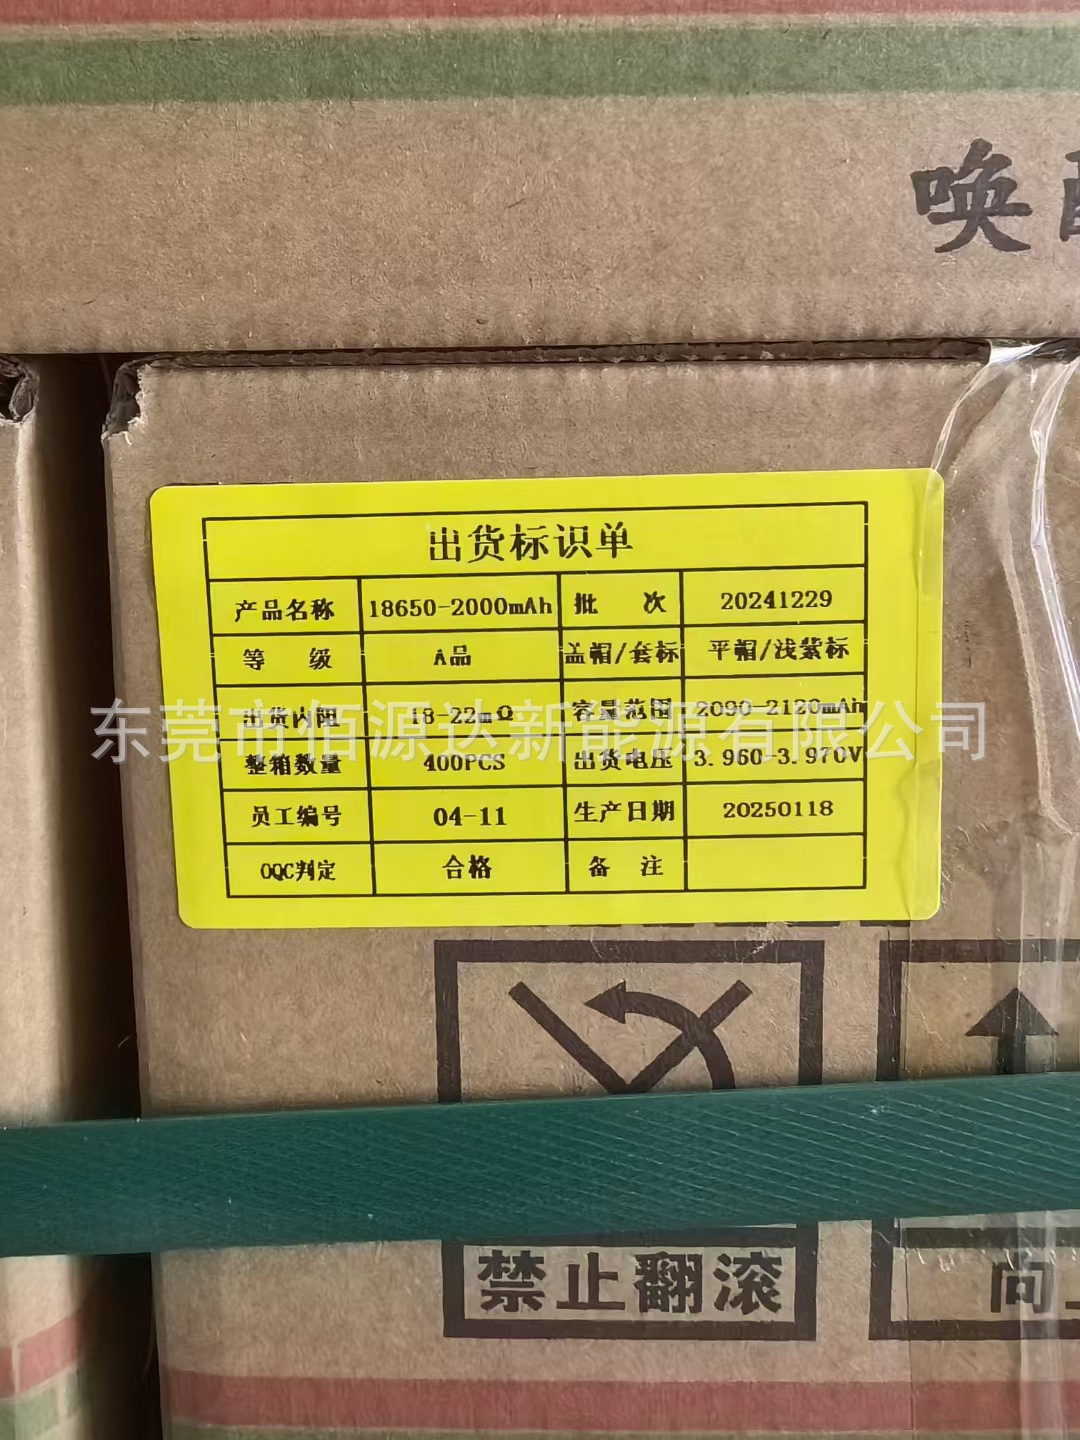 唤
出货标识单
产品名称 18650-2000mAh 批 次 20241229
等 级 A品 盖帽/套标 平帽/浅紫标
出货内阻 18-22mΩ 容量范围 2090-2120mAh
东莞市佰源达新能源有限公司
整箱数量 400PCS 出货电压 3.960-3.970V
员工编号 04-11 生产日期 20250118
OQC判定 合格 备 注
禁止翻滚
向